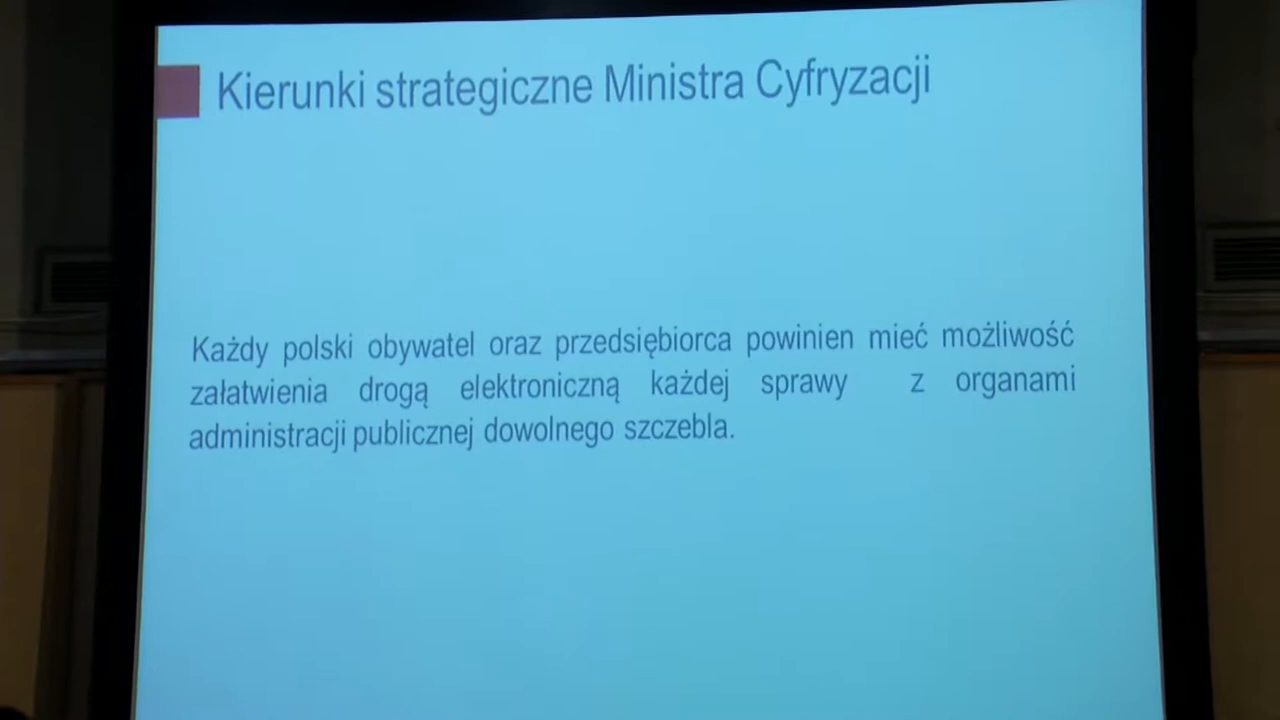 Kierunki strategiczne Ministra Cyfryzacji
Każdy polski obywatel oraz przedsiębiorca powinien mieć możliwość
załatwienia drogą elektroniczną każdej sprawy z organami
administracji publicznej dowolnego szczebla.